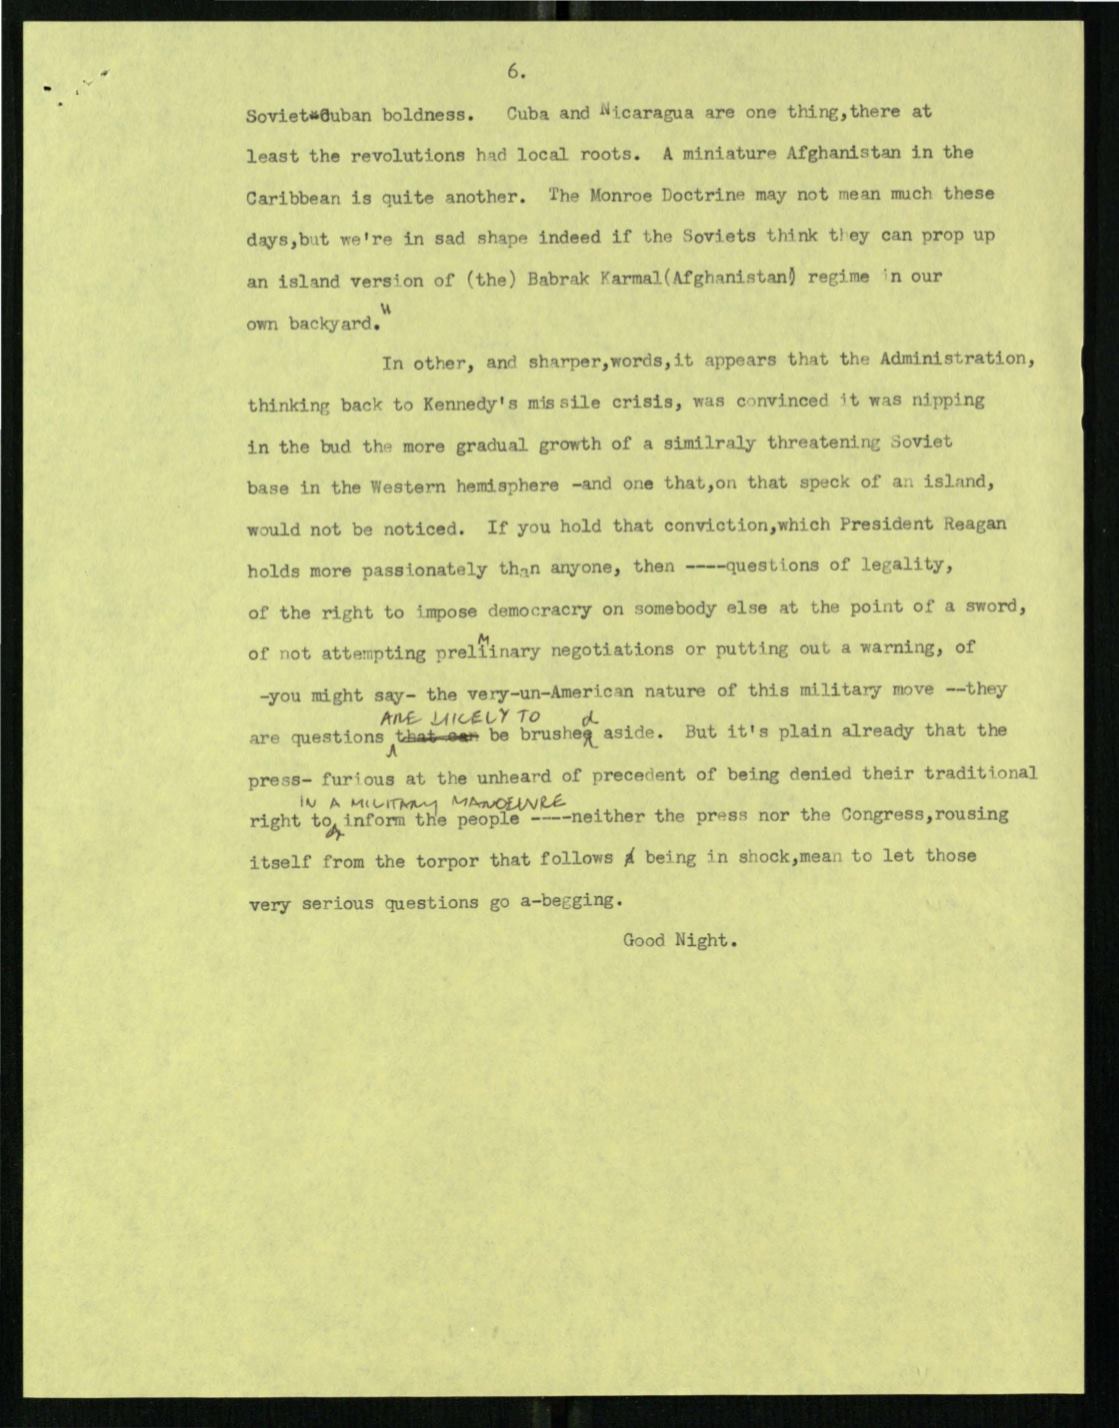 6.
Soviet-Cuban boldness. Cuba and Nicaragua are one thing,there at
least the revolutions had local roots. A miniature Afghanistan in the
Caribbean is quite another. The Monroe Doctrine may not mean much these
days,but we're in sad shape indeed if the Soviets think they can prop up
an island version of (the) Babrak Karmal(Afghanistan) regime in our
own backyard."
In other, and sharper,words,it appears that the Administration,
thinking back to Kennedy's missile crisis, was convinced it was nipping
in the bud the more gradual growth of a similraly threatening Soviet
base in the Western hemisphere -and one that,on that speck of an island,
would not be noticed. If you hold that conviction,which President Reagan
holds more passionately than anyone, then ----questions of legality,
of the right to impose democracry on somebody else at the point of a sword,
of not attempting preliminary negotiations or putting out a warning, of
-you might say- the very-un-American nature of this military move --they
ARE LIKELY TO d
are questions that can be brushed aside. But it's plain already that the
press- furious at the unheard of precedent of being denied their traditional
IN A MILITARY MANOEUVRE
right to inform the people ----neither the press nor the Congress,rousing
itself from the torpor that follows being in shock,mean to let those
very serious questions go a-begging.
Good Night.